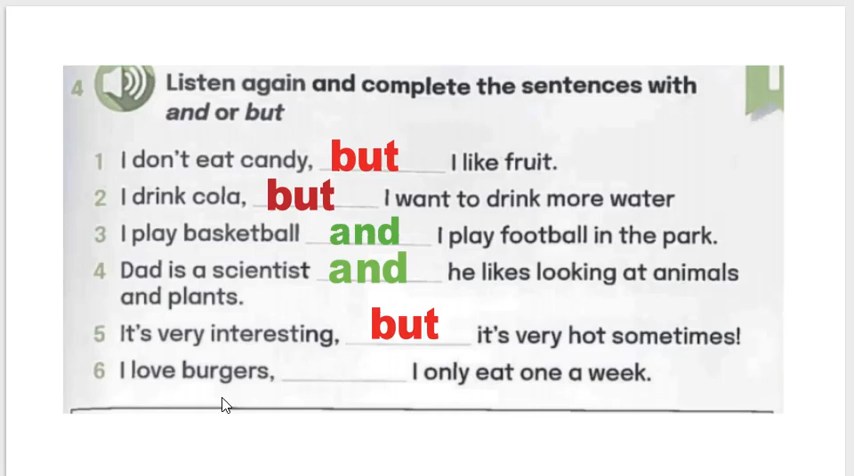 4 Listen again and complete the sentences with
and or but
1 I don't eat candy, but I like fruit.
2 I drink cola, but I want to drink more water
3 I play basketball and I play football in the park.
4 Dad is a scientist and he likes looking at animals
and plants.
5 It's very interesting, but it's very hot sometimes!
6 I love burgers, __________ I only eat one a week.